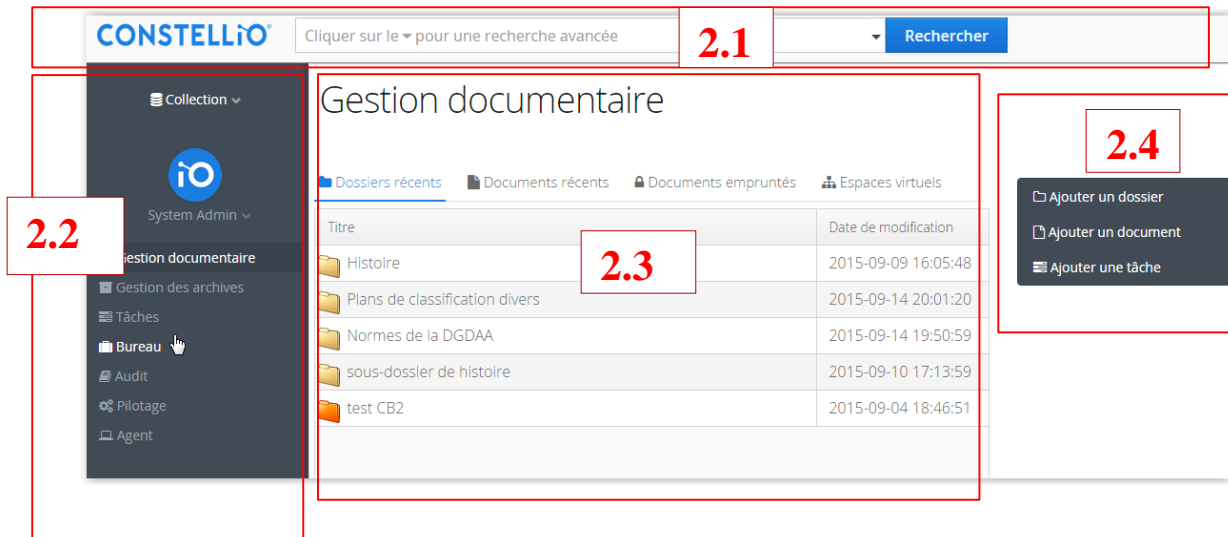 CONSTELLiO
Cliquer sur le ▾ pour une recherche avancée
Rechercher
2.1
Collection
iO
System Admin
2.2
Gestion documentaire
Gestion des archives
Tâches
Bureau
Audit
Pilotage
Agent
Gestion documentaire
Dossiers récents Documents récents Documents empruntés Espaces virtuels
Titre Date de modification
2.3
Histoire 2015-09-09 16:05:48
Plans de classification divers 2015-09-14 20:01:20
Normes de la DGDAA 2015-09-14 19:50:59
sous-dossier de histoire 2015-09-10 17:13:59
test CB2 2015-09-04 18:46:51
2.4
Ajouter un dossier
Ajouter un document
Ajouter une tâche